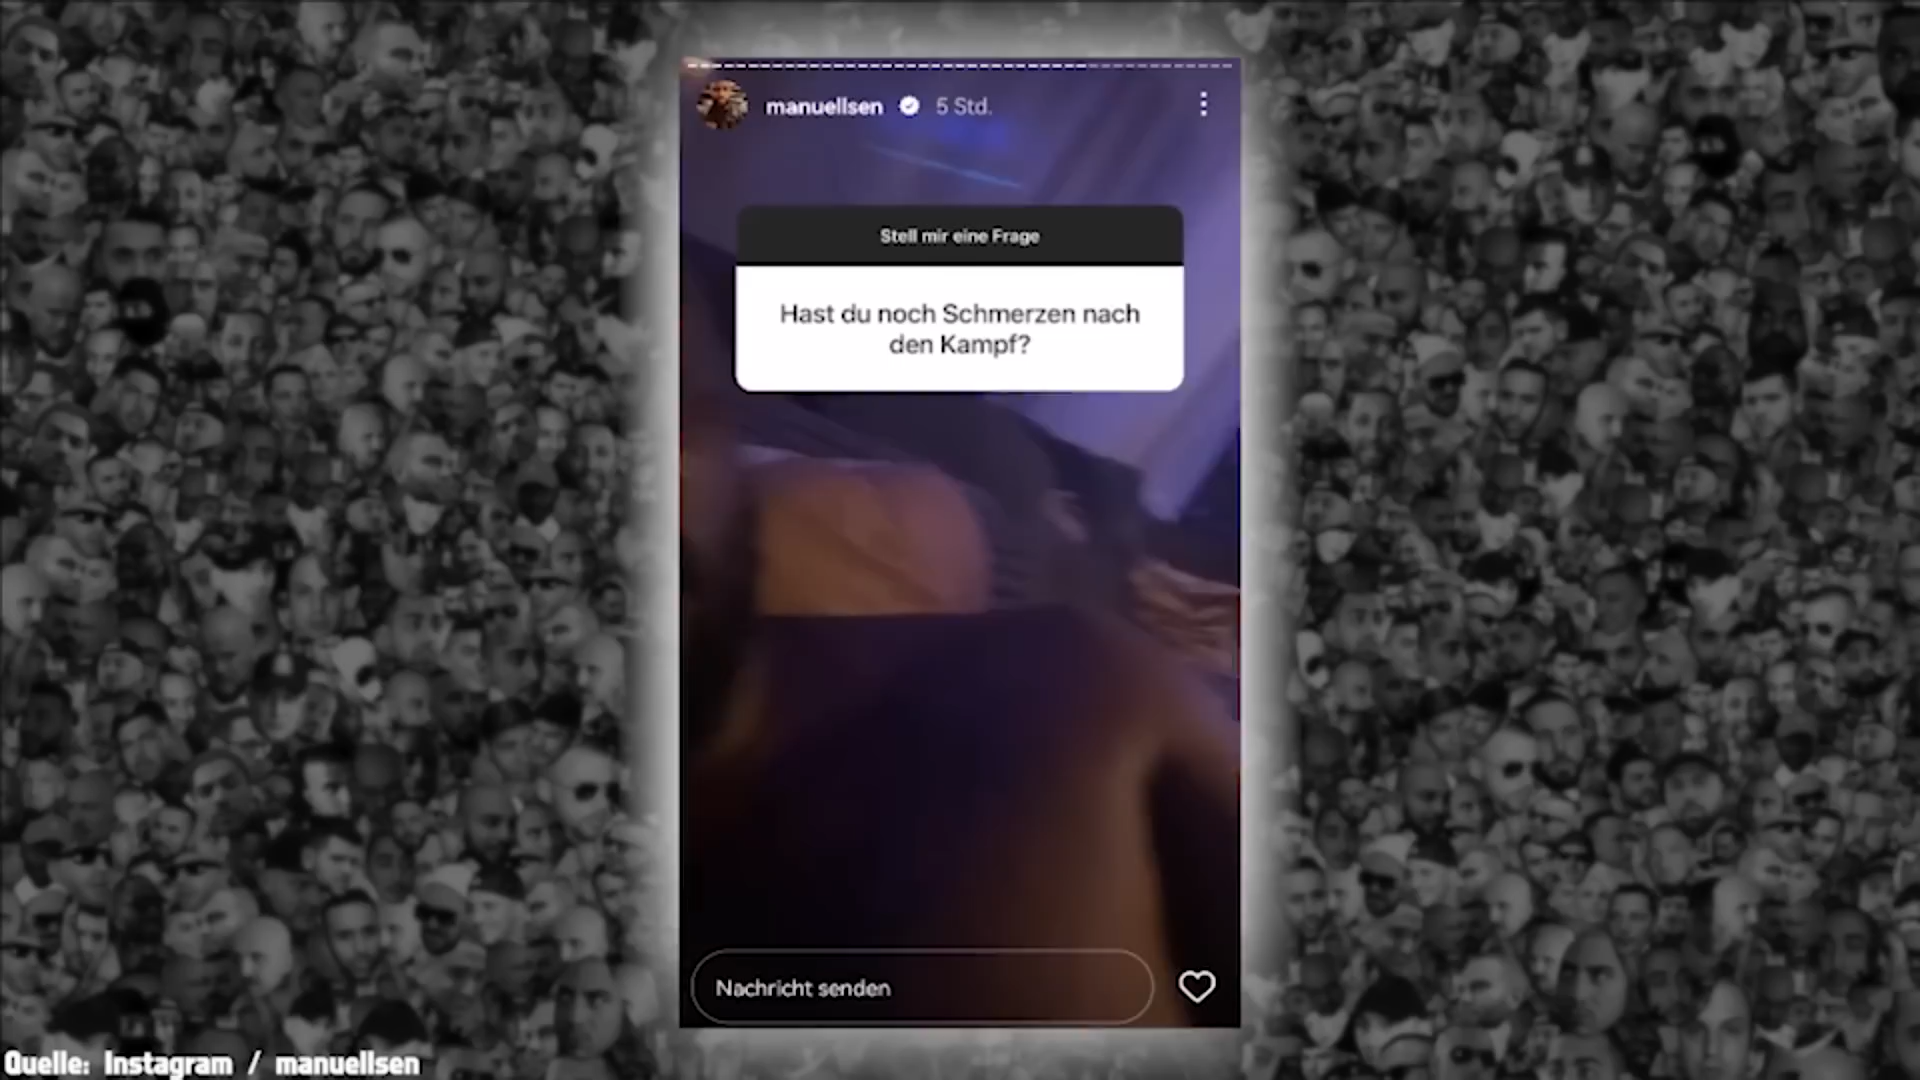 manuellsen 5 Std.
Stell mir eine Frage
Hast du noch Schmerzen nach
den Kampf?
Nachricht senden
Quelle: Instagram / manuellsen